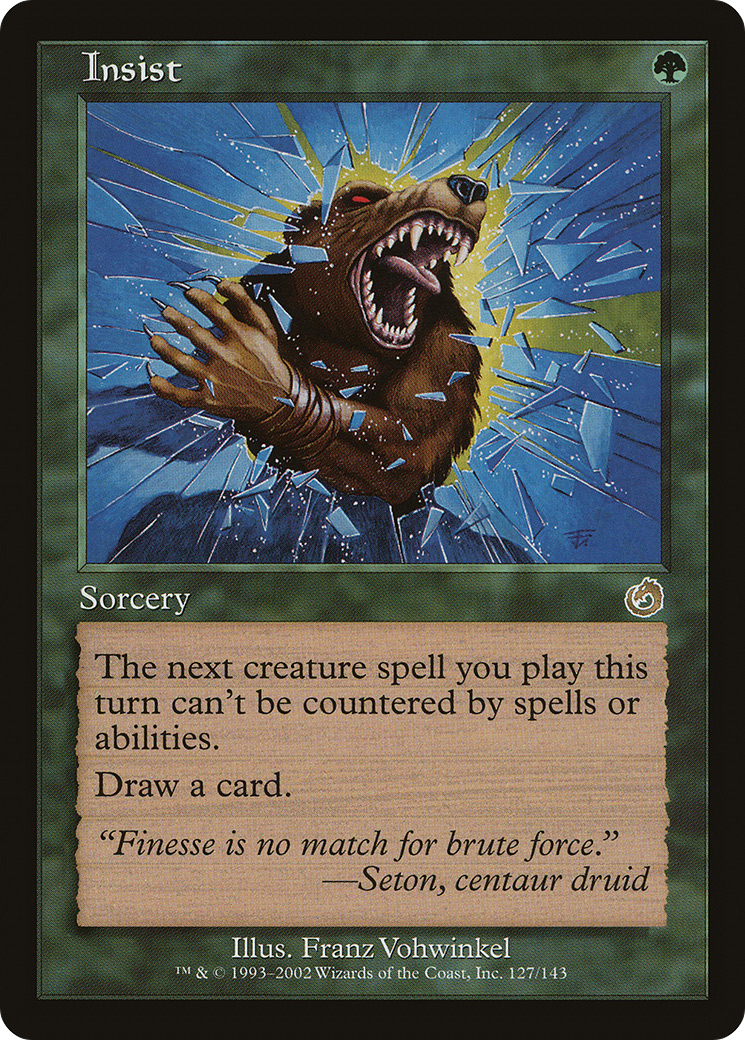 Insist
Sorcery
The next creature spell you play this
turn can't be countered by spells or
abilities.
Draw a card.
“Finesse is no match for brute force.”
—Seton, centaur druid
Illus. Franz Vohwinkel
™ & © 1993–2002 Wizards of the Coast, Inc. 127/143